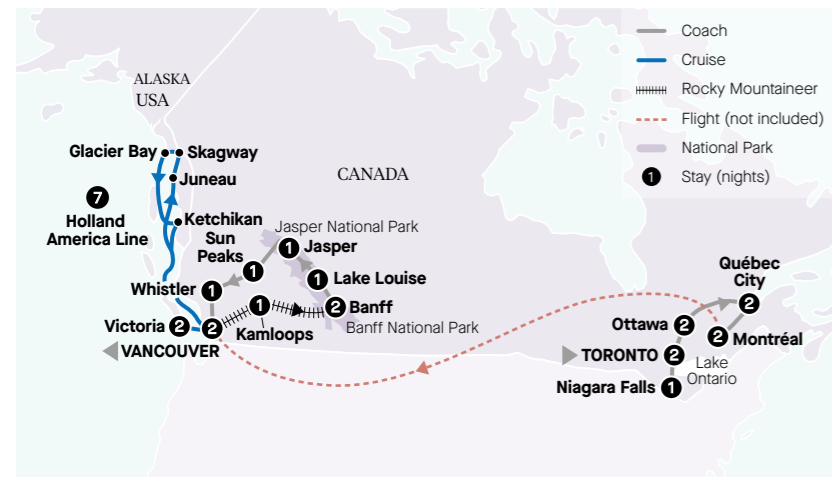 Coach
Cruise
Rocky Mountaineer
Flight (not included)
National Park
1 Stay (nights)
ALASKA
USA
CANADA
Glacier Bay
Skagway
Juneau
7
Holland
America Line
Ketchikan
Sun
Peaks
1
Jasper National Park
1 Jasper
1 Lake Louise
Whistler 1
1
Kamloops
2 Banff
Banff National Park
Victoria 2
2
VANCOUVER
Québec
City
2
Ottawa 2
2 Montréal
TORONTO 2
Lake
Ontario
Niagara Falls 1